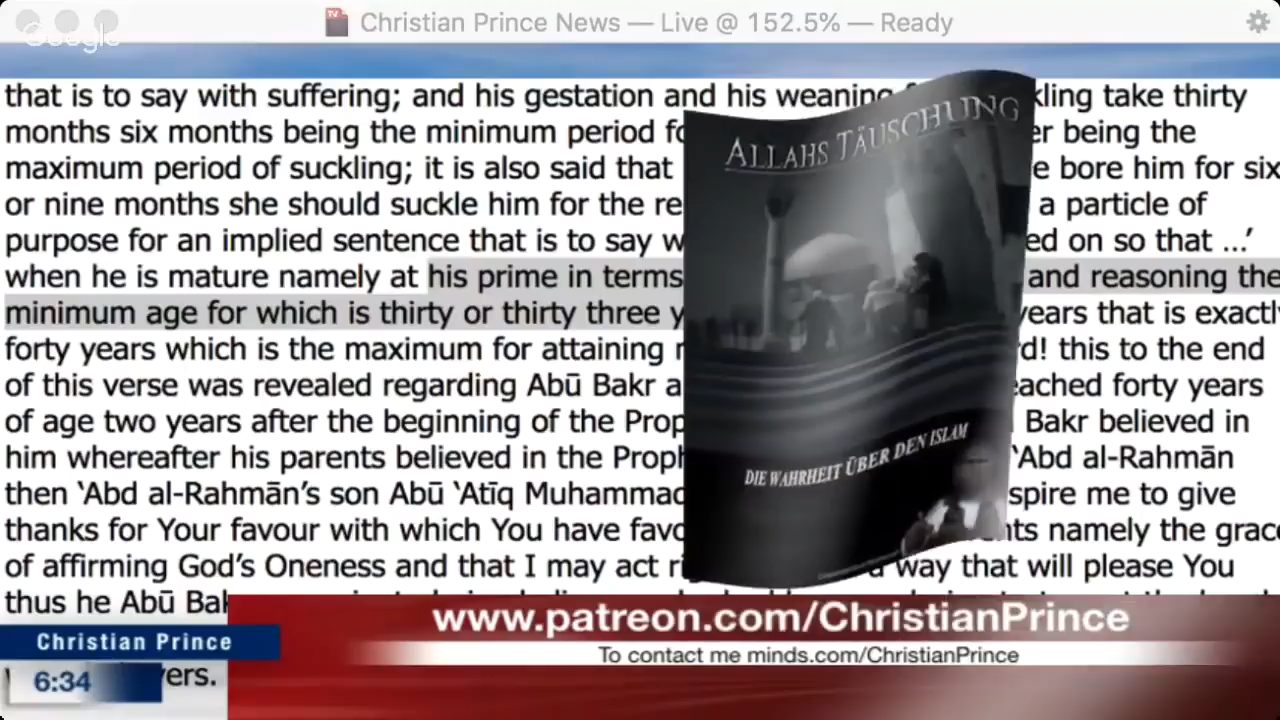 Christian Prince News — Live @ 152.5% — Ready
Google
that is to say with suffering; and his gestation and his weaning kling take thirty
months six months being the minimum period fo er being the
maximum period of suckling; it is also said that e bore him for six
or nine months she should suckle him for the re a particle of
purpose for an implied sentence that is to say w ed on so that …’
when he is mature namely at his prime in terms and reasoning the
minimum age for which is thirty or thirty three y years that is exactly
forty years which is the maximum for attaining rd! this to the end
of this verse was revealed regarding Abū Bakr a eached forty years
of age two years after the beginning of the Prop Bakr believed in
him whereafter his parents believed in the Proph ‘Abd al-Rahmān
then ‘Abd al-Rahmān’s son Abū ‘Atīq Muhammad spire me to give
thanks for Your favour with which You have favo nts namely the grace
of affirming God’s Oneness and that I may act ri way that will please You
thus he Abū Bak
ALLAHS TÄUSCHUNG
DIE WAHRHEIT ÜBER DEN ISLAM
www.patreon.com/ChristianPrince
To contact me minds.com/ChristianPrince
Christian Prince
6:34
vers.